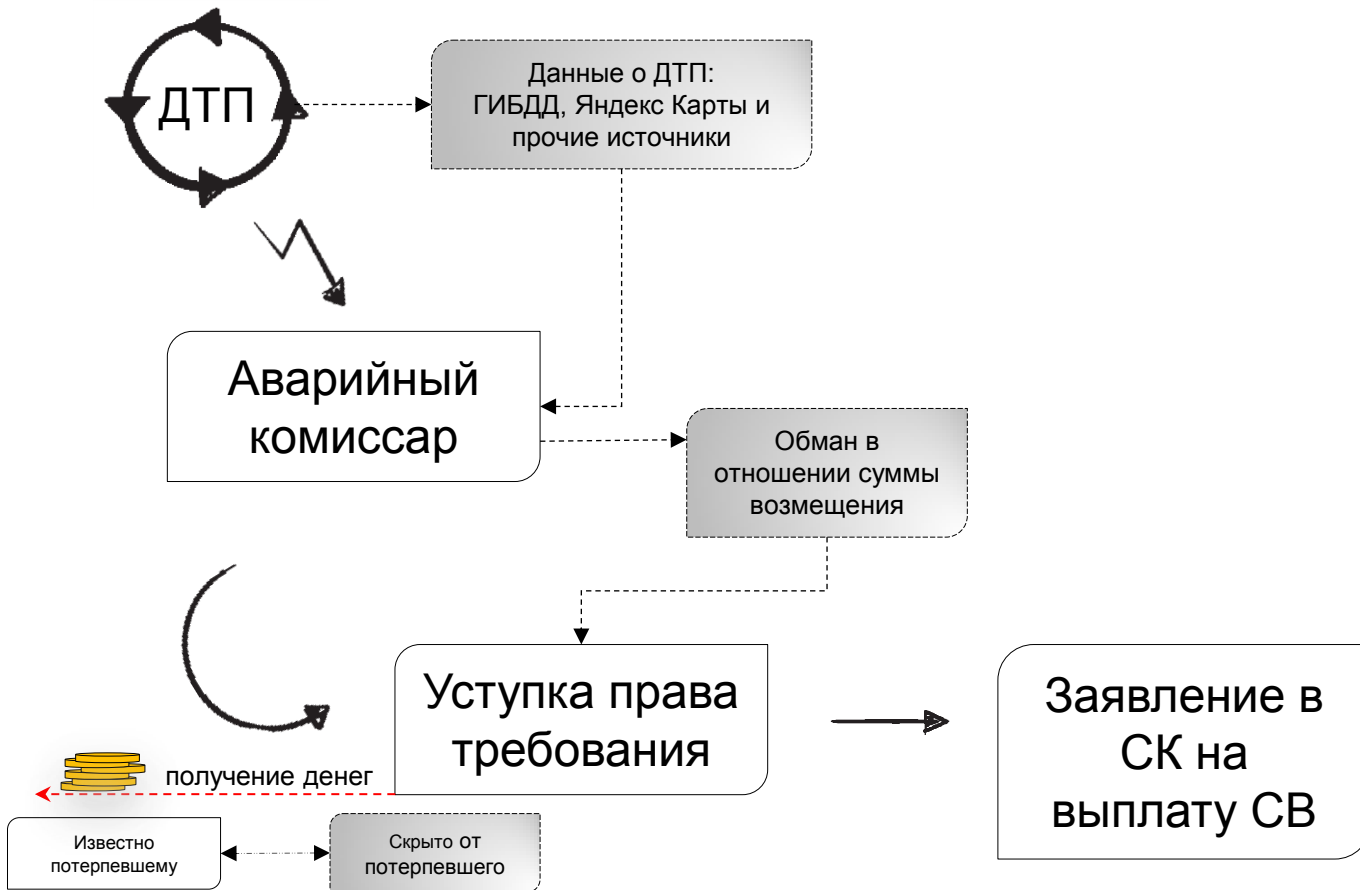 ДТП
Данные о ДТП:
ГИБДД, Яндекс Карты и
прочие источники
Аварийный
комиссар
Обман в
отношении суммы
возмещения
Уступка права
требования
Заявление в
СК на
выплату СВ
получение денег
Известно
потерпевшему
Скрыто от
потерпевшего